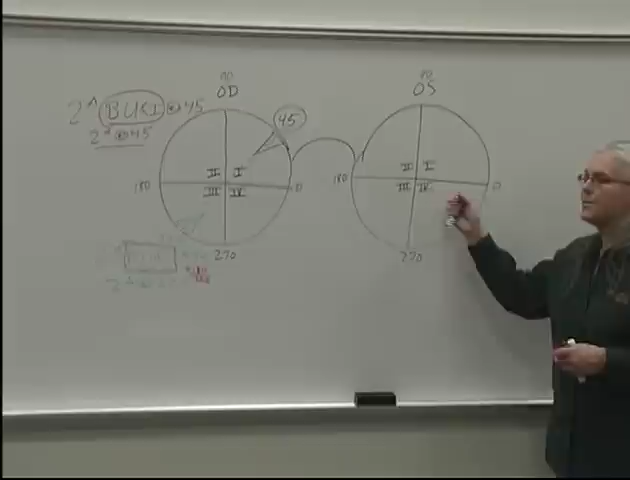 90
OD
90
OS
2^ BUKI @ 45
2^ @ 45
45
II I
180 0
III IV
270
II I
180 0
III IV
270